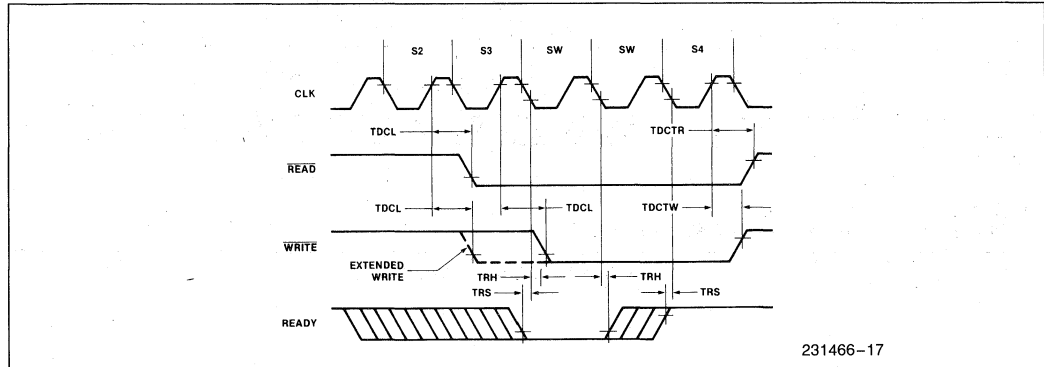 S2 S3 SW SW S4
CLK
TDCL TDCTR
READ
TDCL TDCL TDCTW
WRITE
EXTENDED
WRITE
TRH TRH
TRS TRS
READY
231466-17